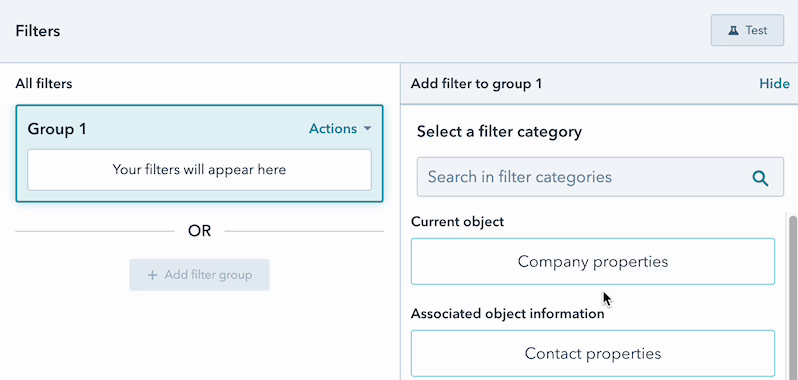 Filters
Test
All filters
Group 1
Actions
Your filters will appear here
OR
+ Add filter group
Add filter to group 1
Hide
Select a filter category
Search in filter categories
Current object
Company properties
Associated object information
Contact properties